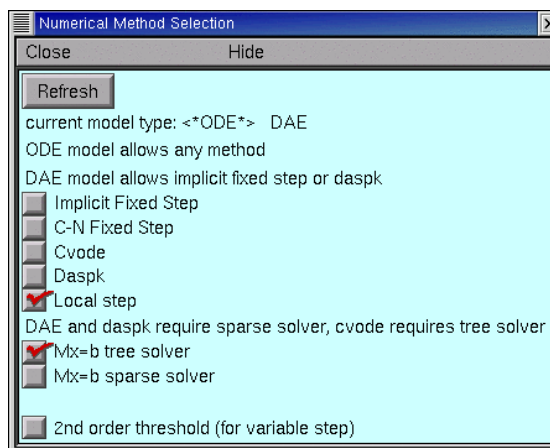 Numerical Method Selection
Close Hide
Refresh
current model type: <*ODE*> DAE
ODE model allows any method
DAE model allows implicit fixed step or daspk
Implicit Fixed Step
C-N Fixed Step
Cvode
Daspk
Local step
DAE and daspk require sparse solver, cvode requires tree solver
Mx=b tree solver
Mx=b sparse solver
2nd order threshold (for variable step)